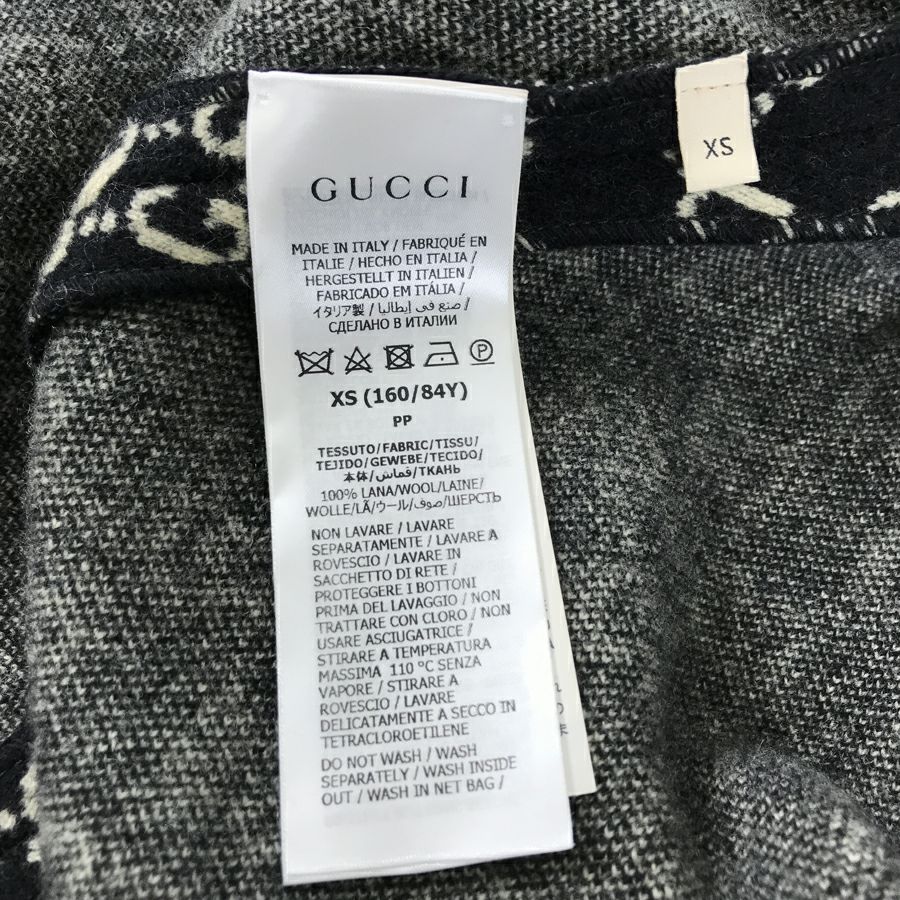 GUCCI
MADE IN ITALY / FABRIQUÉ EN
ITALIE / HECHO EN ITALIA /
HERGESTELLT IN ITALIEN /
FABRICADO EM ITÁLIA /
イタリア製 / صنع في إيطاليا /
СДЕЛАНО В ИТАЛИИ
P
XS (160/84Y)
PP
TESSUTO/FABRIC/TISSU/
TEJIDO/GEWEBE/TECIDO/
本体/قماش/ТКАНЬ
100% LANA/WOOL/LAINE/
WOLLE/LÃ/ウール/صوف/ШЕРСТЬ
NON LAVARE / LAVARE
SEPARATAMENTE / LAVARE A
ROVESCIO / LAVARE IN
SACCHETTO DI RETE /
PROTEGGERE I BOTTONI
PRIMA DEL LAVAGGIO / NON
TRATTARE CON CLORO / NON
USARE ASCIUGATRICE /
STIRARE A TEMPERATURA
MASSIMA 110 °C SENZA
VAPORE / STIRARE A
ROVESCIO / LAVARE
DELICATAMENTE A SECCO IN
TETRACLOROETILENE
DO NOT WASH / WASH
SEPARATELY / WASH INSIDE
OUT / WASH IN NET BAG /
XS